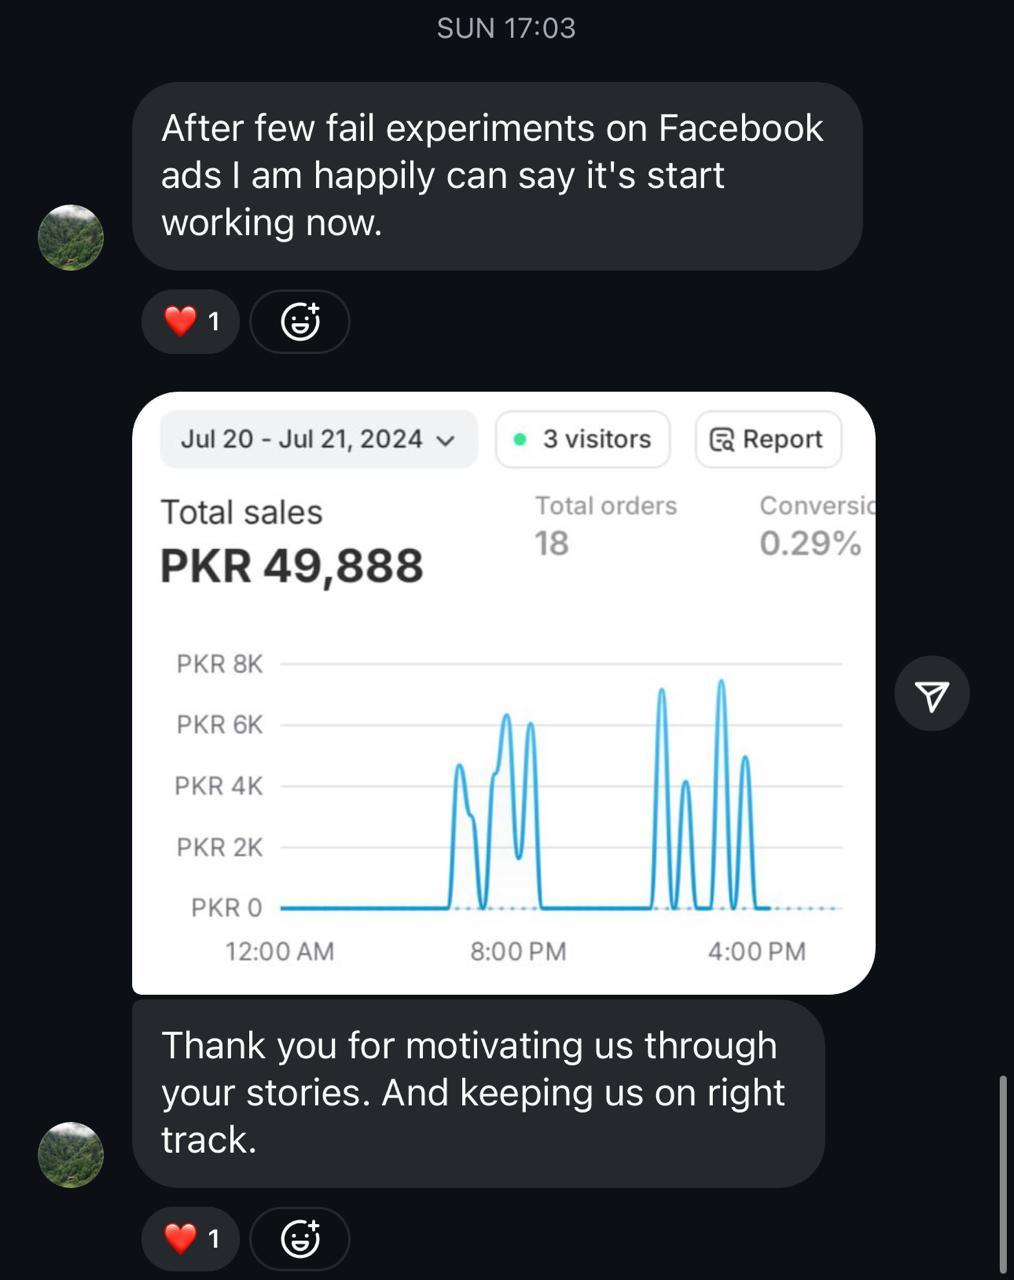 SUN 17:03
After few fail experiments on Facebook
ads I am happily can say it's start
working now.
❤️ 1
Jul 20 - Jul 21, 2024
3 visitors
Report
Total sales
Total orders
Conversio
PKR 49,888
18
0.29%
PKR 8K
PKR 6K
PKR 4K
PKR 2K
PKR 0
12:00 AM
8:00 PM
4:00 PM
Thank you for motivating us through
your stories. And keeping us on right
track.
❤️ 1